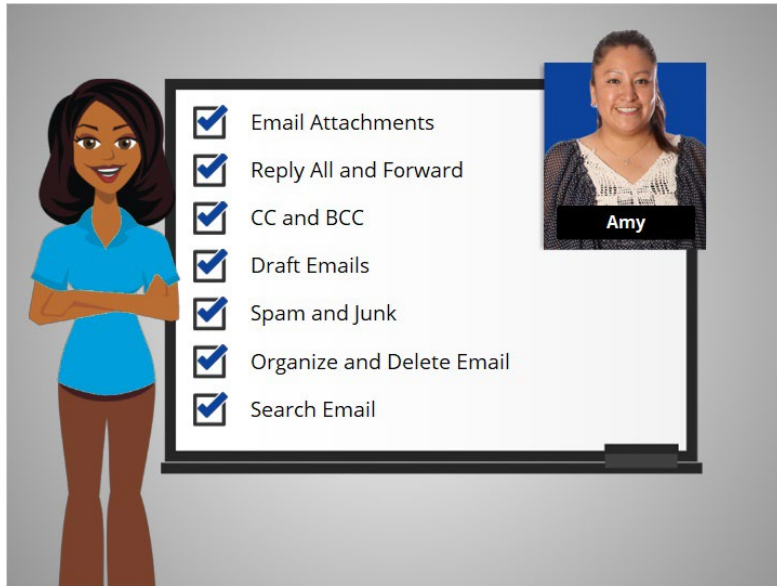 Email Attachments
Reply All and Forward
CC and BCC
Draft Emails
Spam and Junk
Organize and Delete Email
Search Email
Amy